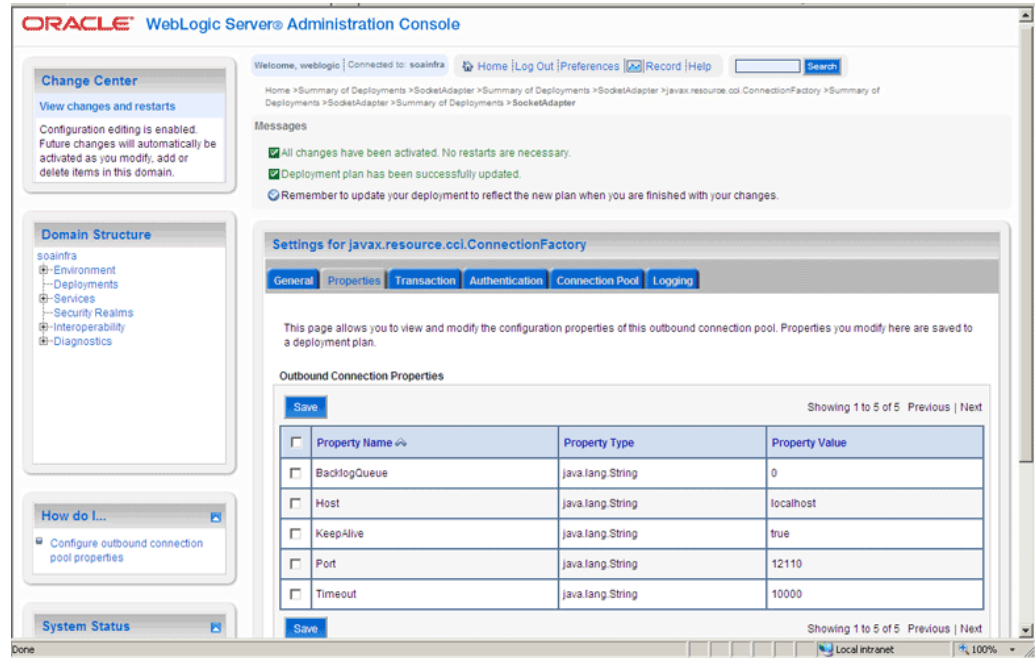 ORACLE® WebLogic Server® Administration Console
Change Center
View changes and restarts
Configuration editing is enabled.
Future changes will automatically be
activated as you modify, add or
delete items in this domain.
Domain Structure
soainfra
Environment
Deployments
Services
Security Realms
Interoperability
Diagnostics
How do I...
Configure outbound connection
pool properties
System Status
Welcome, weblogic Connected to: soainfra Home Log Out Preferences Record Help Search
Home >Summary of Deployments >SocketAdapter >Summary of Deployments >SocketAdapter >javax.resource.cci.ConnectionFactory >Summary of
Deployments >SocketAdapter >Summary of Deployments >SocketAdapter
Messages
All changes have been activated. No restarts are necessary.
Deployment plan has been successfully updated.
Remember to update your deployment to reflect the new plan when you are finished with your changes.
Settings for javax.resource.cci.ConnectionFactory
General Properties Transaction Authentication Connection Pool Logging
This page allows you to view and modify the configuration properties of this outbound connection pool. Properties you modify here are saved to
a deployment plan.
Outbound Connection Properties
Save Showing 1 to 5 of 5 Previous | Next
Property Name Property Type Property Value
BacklogQueue java.lang.String 0
Host java.lang.String localhost
KeepAlive java.lang.String true
Port java.lang.String 12110
Timeout java.lang.String 10000
Save Showing 1 to 5 of 5 Previous | Next
Done Local intranet 100%